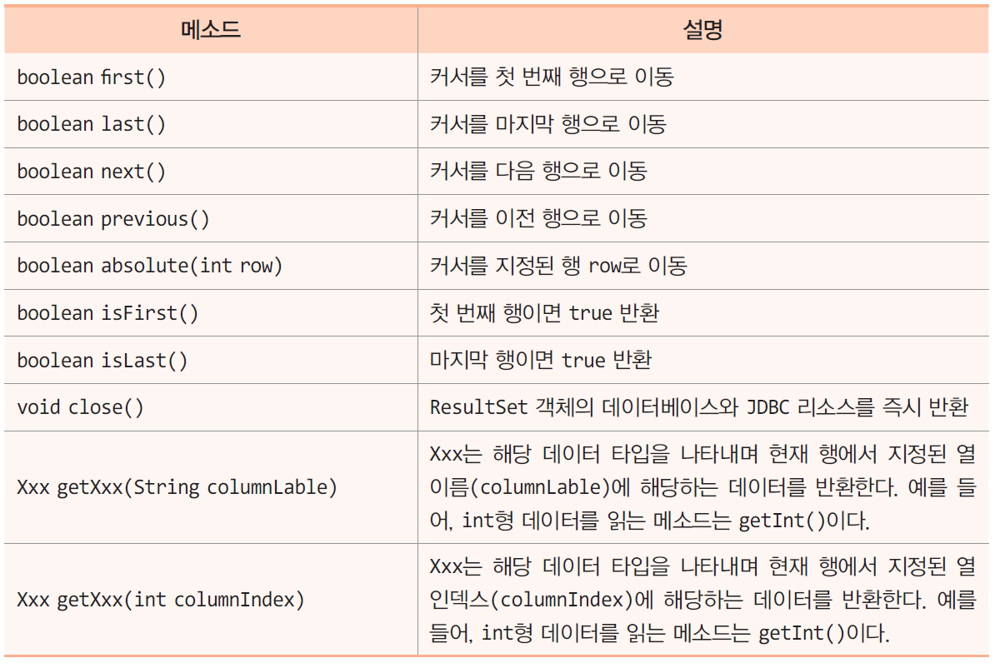 메소드 설명
boolean first() 커서를 첫 번째 행으로 이동
boolean last() 커서를 마지막 행으로 이동
boolean next() 커서를 다음 행으로 이동
boolean previous() 커서를 이전 행으로 이동
boolean absolute(int row) 커서를 지정된 행 row로 이동
boolean isFirst() 첫 번째 행이면 true 반환
boolean isLast() 마지막 행이면 true 반환
void close() ResultSet 객체의 데이터베이스와 JDBC 리소스를 즉시 반환
Xxx getXxx(String columnLable)
Xxx는 해당 데이터 타입을 나타내며 현재 행에서 지정된 열
이름(columnLable)에 해당하는 데이터를 반환한다. 예를 들
어, int형 데이터를 읽는 메소드는 getInt()이다.
Xxx getXxx(int columnIndex)
Xxx는 해당 데이터 타입을 나타내며 현재 행에서 지정된 열
인덱스(columnIndex)에 해당하는 데이터를 반환한다. 예를
들어, int형 데이터를 읽는 메소드는 getInt()이다.